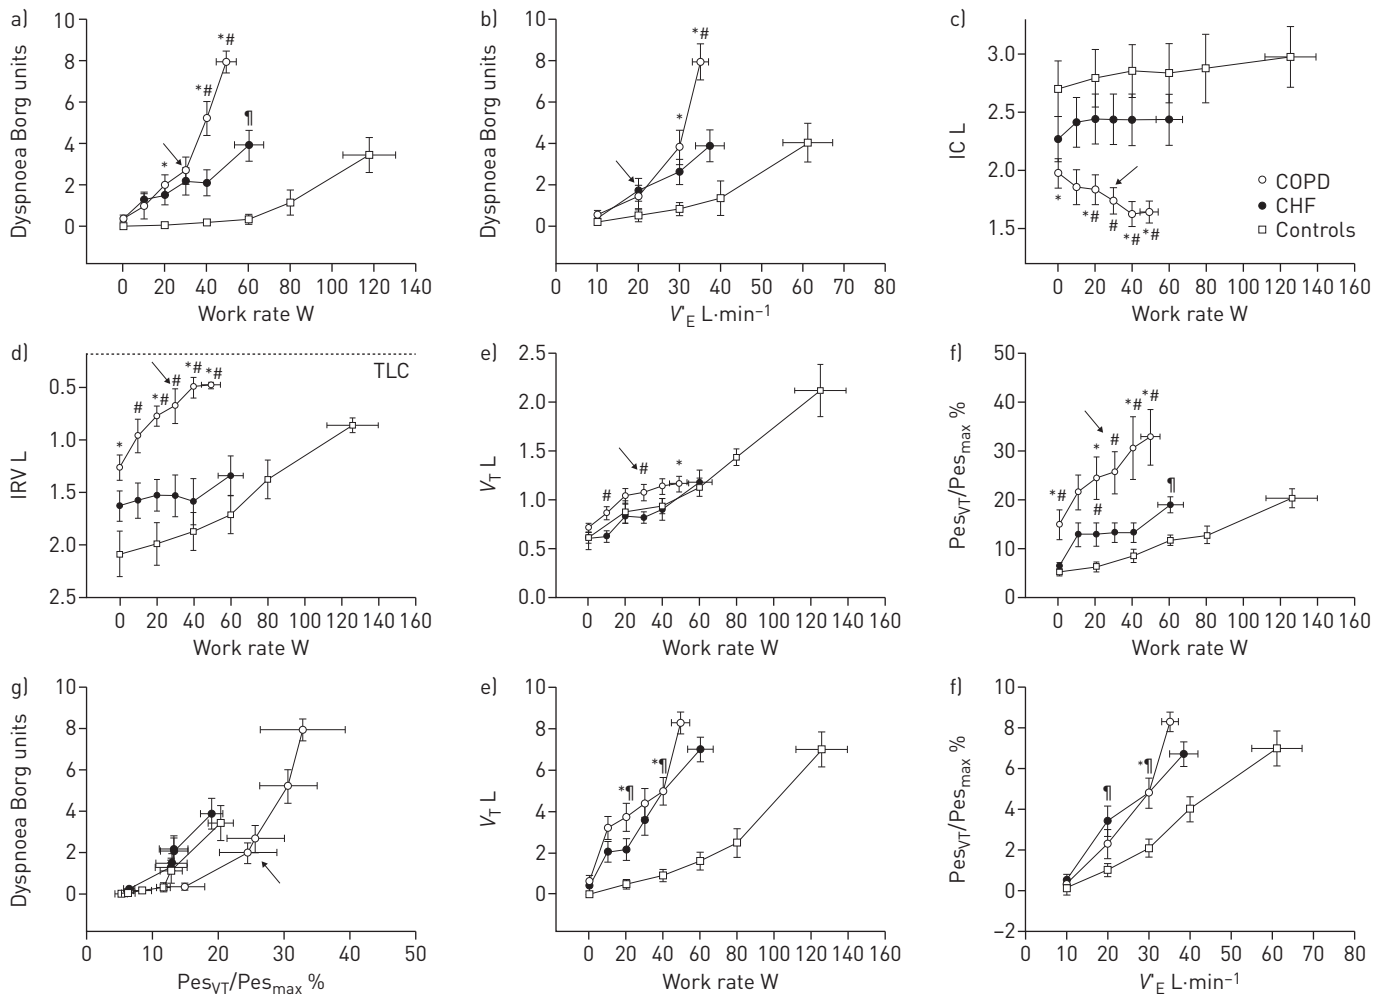 a)
Dyspnoea Borg units
10
8
6
4
2
0
*#
*#
*
¶
0 20 40 60 80 100 120 140
Work rate W
b)
Dyspnoea Borg units
10
8
6
4
2
0
*#
*
0 10 20 30 40 50 60 70 80
V'E L·min−1
c)
IC L
3.0
2.5
2.0
1.5
*
*#
#
*#
*#
COPD
CHF
Controls
0 20 40 60 80 100 120 140 160
Work rate W
d)
IRV L
TLC
0.5
1.0
1.5
2.0
2.5
*
#
*#
#
*#
*#
0 20 40 60 80 100 120 140 160
Work rate W
e)
VT L
2.5
2.0
1.5
1.0
0.5
0.0
#
#
*
0 20 40 60 80 100 120 140 160
Work rate W
f)
PesVT/Pesmax %
50
40
30
20
10
0
*#
*
#
#
*#
*#
¶
0 20 40 60 80 100 120 140 160
Work rate W
g)
Dyspnoea Borg units
10
8
6
4
2
0
0 10 20 30 40 50
PesVT/Pesmax %
e)
VT L
10
8
6
4
2
0
*¶
*¶
0 20 40 60 80 100 120 140 160
Work rate W
f)
PesVT/Pesmax %
10
8
6
4
2
0
−2
¶
*¶
0 10 20 30 40 50 60 70 80
V'E L·min−1